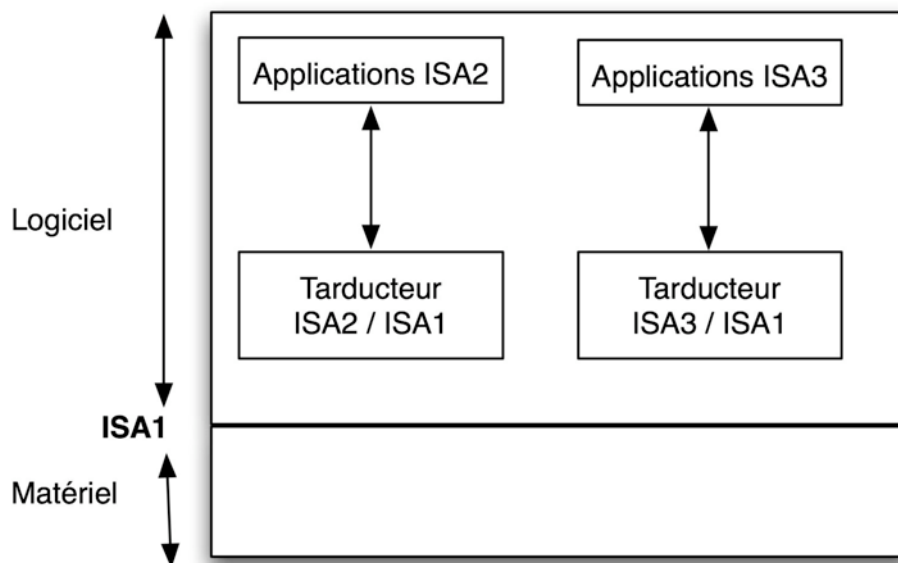 Applications ISA2
Applications ISA3
Logiciel
Tarducteur
ISA2 / ISA1
Tarducteur
ISA3 / ISA1
ISA1
Matériel